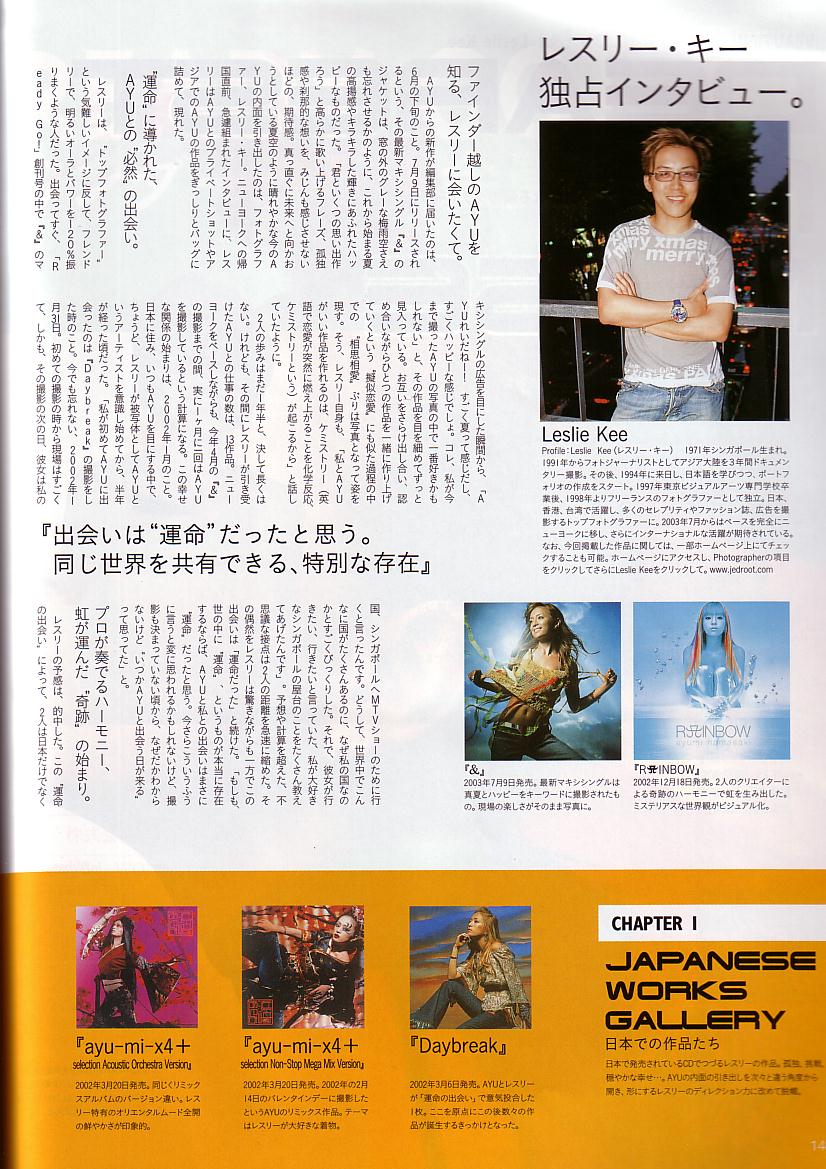 レスリー・キー
独占インタビュー。
ファインダー越しのAYUを
知る、レスリーに会いたくて。
AYUからの新作が編集部に届いたのは、
6月の下旬のこと。7月9日にリリースされ
るという、その最新マキシシングル『&』の
ジャケットは、窓の外のグレーな梅雨空さえ
も忘れさせるかのように、これから始まる夏
の高揚感やキラキラした輝きにあふれたハッ
ピーなものだった。「君といくつの思い出作
ろう」と高らかに歌い上げるフレーズ、孤独
感や刹那的な想いを、みじんも感じさせない
ほどの、期待感。真っ直ぐに未来へと向かお
うとしている夏空のように晴れやかな今のA
YUの内面を引き出したのは、フォトグラフ
ァー、レスリー・キー。ニューヨークへの帰
国直前、急遽組まれたインタビューに、レス
リーはAYUとのプライベートショットやア
ジアでのAYUの作品をぎっしりとバッグに
詰めて、現れた。
“運命”に導かれた、
AYUとの“必然”の出会い。
レスリーは、“トップフォトグラファー
という気難しいイメージに反して、フレンド
リーで、明るいオーラとパワーを120%振
りまくような人だった。出会ってすぐ、「R
eady Go!」創刊号の中で『&』のマ
キシシングルの広告を目にした瞬間から、「A
YUれいだねー! すごく夏って感じだし、
すごくハッピーな感じでしょ。コレ、私が今
まで撮ったAYUの写真の中で一番好きかも
しれない」と、その作品を目を細めてずっと
見入っている。お互いをさらけ出し合い、認
め合いながらひとつの作品を一緒に作り上げ
ていくという“擬似恋愛”にも似た過程の中
での“相思相愛”ぶりは写真となって姿を
現す。そう、レスリー自身も、「私とAYU
がいい作品を作れるのは、ケミストリー(英
語で恋愛が突然に燃え上がることを化学反応、
ケミストリーという)が起こるから」と話し
ていたように。
2人の歩みはまだ1年半と、決して長くは
ない。けれども、その間にレスリーが引き受
けたAYUとの仕事の数は、13作品。ニュー
ヨークをベースしながらも、今年4月の『&』
の撮影までの間、実に1ヶ月に一回はAYU
を撮影しているという計算になる。この幸せ
な関係の始まりは、2002年1月のこと。
日本に住み、いつもAYUを目にする中で、
ちょうど、レスリーが被写体としてAYUと
いうアーティストを意識し始めてから、半年
が経った頃だった。「私が初めてAYUに出
会ったのは『Daybreak』の撮影をし
た時のこと。今でも忘れない、2002年1
月31日。初めての撮影の時から現場はすごく
て、しかも、その撮影の次の日、彼女は私の
『出会いは“運命”だったと思う。
同じ世界を共有できる、特別な存在』
国、シンガポールへMTVショーのために行
くと言ったんです。どうして、世界中でこん
なに国がたくさんあるのに、なぜ私の国なの
かとすごくびっくりした。それで、彼女が行
きたい、行きたいと言っていた、私が大好き
なシンガポールの屋台のことをたくさん教え
てあげたんです」。予想や計算を超えた、不
思議な接点は2人の距離を急速に縮めた。そ
の偶然をレスリーは驚きながらも一方でこの
出会いは「運命だった」と続けた。「もしも、
世の中に“運命”、というものが本当に存在
するならば、AYUと私との出会いはまさに
“運命”だったと思う。今さらこういうふう
に言うと変に思われるかもしれないけど、撮
影も決まっていない頃から、なぜだかわから
ないけど“いつかAYUと出会う日が来る”
って思ってた」と。
プロが奏でるハーモニー、
虹が運んだ“奇跡”の始まり。
レスリーの予感は、的中した。この“運命
の出会い”によって、2人は日本だけでなく
Leslie Kee
Profile:Leslie Kee(レスリー・キー) 1971年シンガポール生まれ。
1991年からフォトジャーナリストとしてアジア大陸を3年間ドキュメン
タリー撮影。その後、1994年に来日し、日本語を学びつつ、ポートフ
ォリオの作成をスタート。1997年東京ビジュアルアーツ専門学校卒
業後、1998年よりフリーランスのフォトグラファーとして独立。日本、
香港、台湾で活躍し、多くのセレブリティやファッション誌、広告を撮
影するトップフォトグラファーに。2003年7月からはベースを完全にニ
ューヨークに移し、さらにインターナショナルな活躍が期待されている。
なお、今回掲載した作品に関しては、一部ホームページ上にてチェッ
クすることも可能。ホームページにアクセスし、Photographerの項目
をクリックしてさらにLeslie Keeをクリックして。www.jedroot.com
『&』
2003年7月9日発売。最新マキシシングルは
真夏とハッピーをキーワードに撮影されたも
の。現場の楽しさがそのまま写真に。
RAINBOW
ayumi hamasaki
『RAINBOW』
2002年12月18日発売。2人のクリエイターに
よる奇跡のハーモニーで虹を生み出した。
ミステリアスな世界観がビジュアル化。
CHAPTER I
JAPANESE
WORKS
GALLERY
日本での作品たち
日本で発売されているCDでつづるレスリーの作品。孤独、挑戦、
穏やかな幸せ…。AYUの内面の引き出しを次々と違う角度から
開き、形にするレスリーのディレクション力に改めて脱帽。
『Daybreak』
2002年3月6日発売。AYUとレスリー
が「運命の出会い」で意気投合した
1枚。ここを原点にこの後数々の作
品が誕生するきっかけとなった。
『ayu-mi-x4+
selection Non-Stop Mega Mix Version』
2002年3月20日発売。2002年の2月
14日のバレンタインデーに撮影した
というAYUのリミックス作品。テーマ
はレスリーが大好きな着物。
『ayu-mi-x4+
selection Acoustic Orchestra Version』
2002年3月20日発売。同じくリミック
スアルバムのバージョン違い。レス
リー特有のオリエンタルムード全開
の鮮やかさが印象的。
14